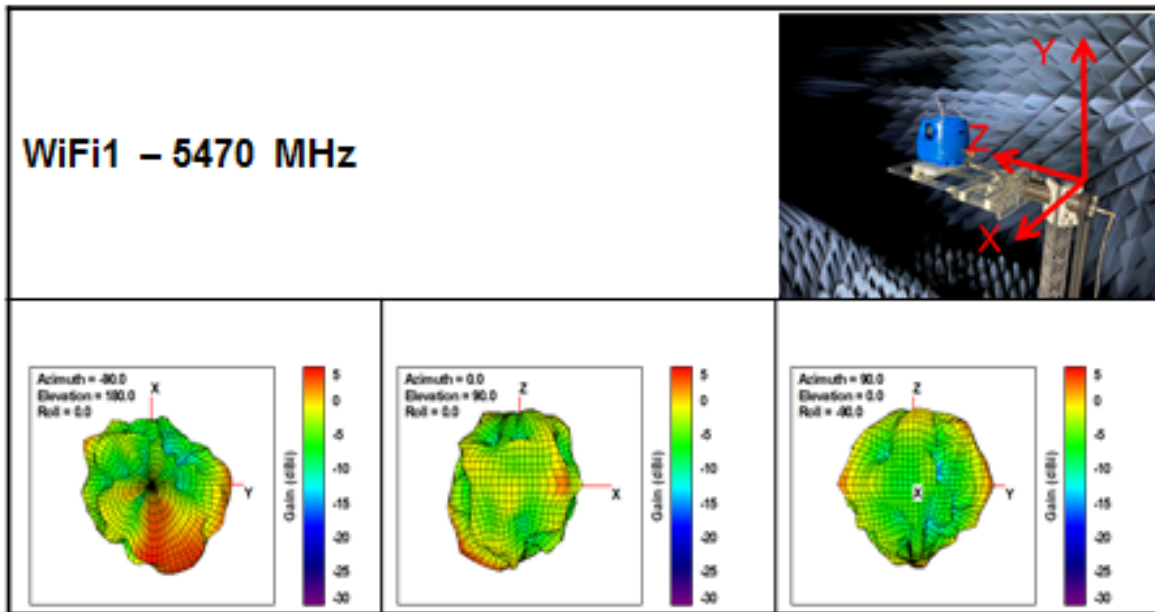 WiFi1 – 5470 MHz
Y
Z
X
Azimuth = -90.0
Elevation = 180.0
Roll = 0.0
X
Y
5
0
-5
-10
-15
-20
-25
-30
Gain (dBi)
Azimuth = 0.0
Elevation = 90.0
Roll = 0.0
Z
X
5
0
-5
-10
-15
-20
-25
-30
Gain (dBi)
Azimuth = 90.0
Elevation = 0.0
Roll = -90.0
Z
X
Y
5
0
-5
-10
-15
-20
-25
-30
Gain (dBi)